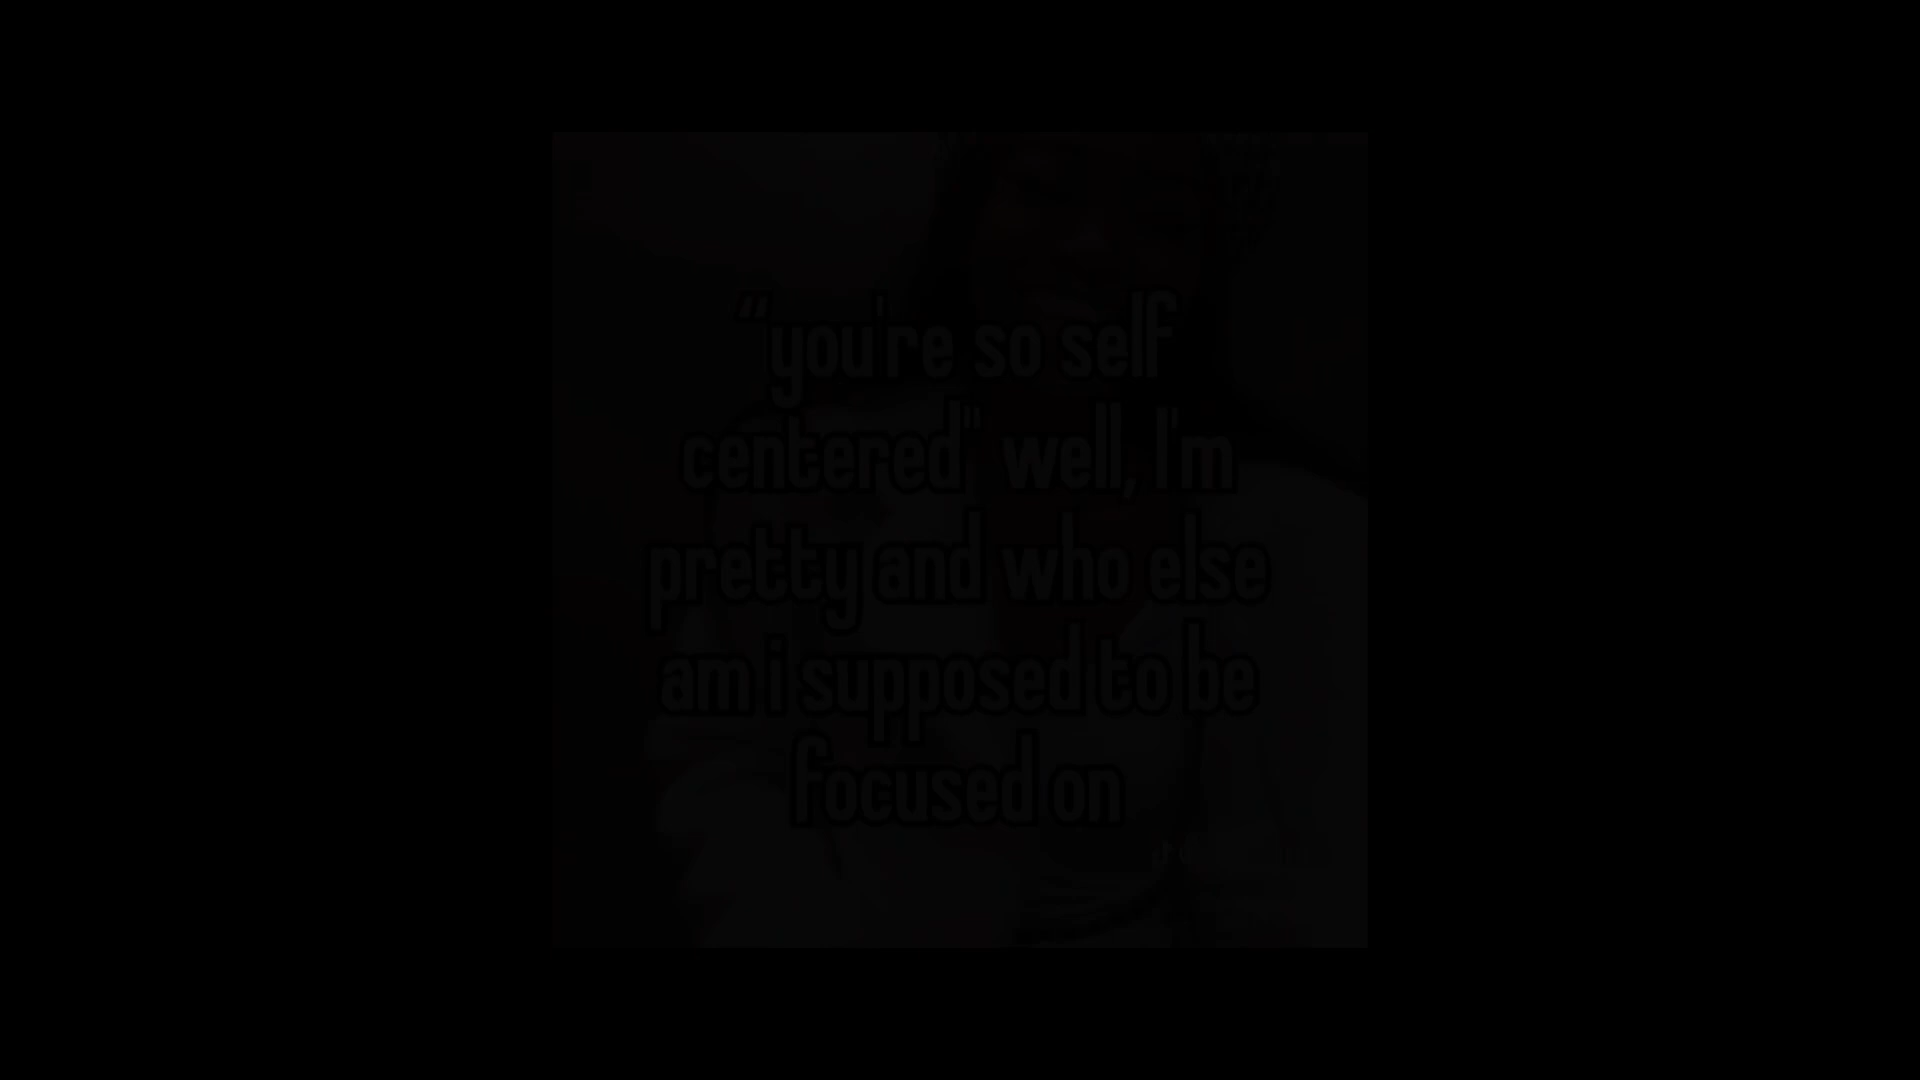 “you're so self
centered" well, I'm
pretty and who else
am i supposed to be
focused on